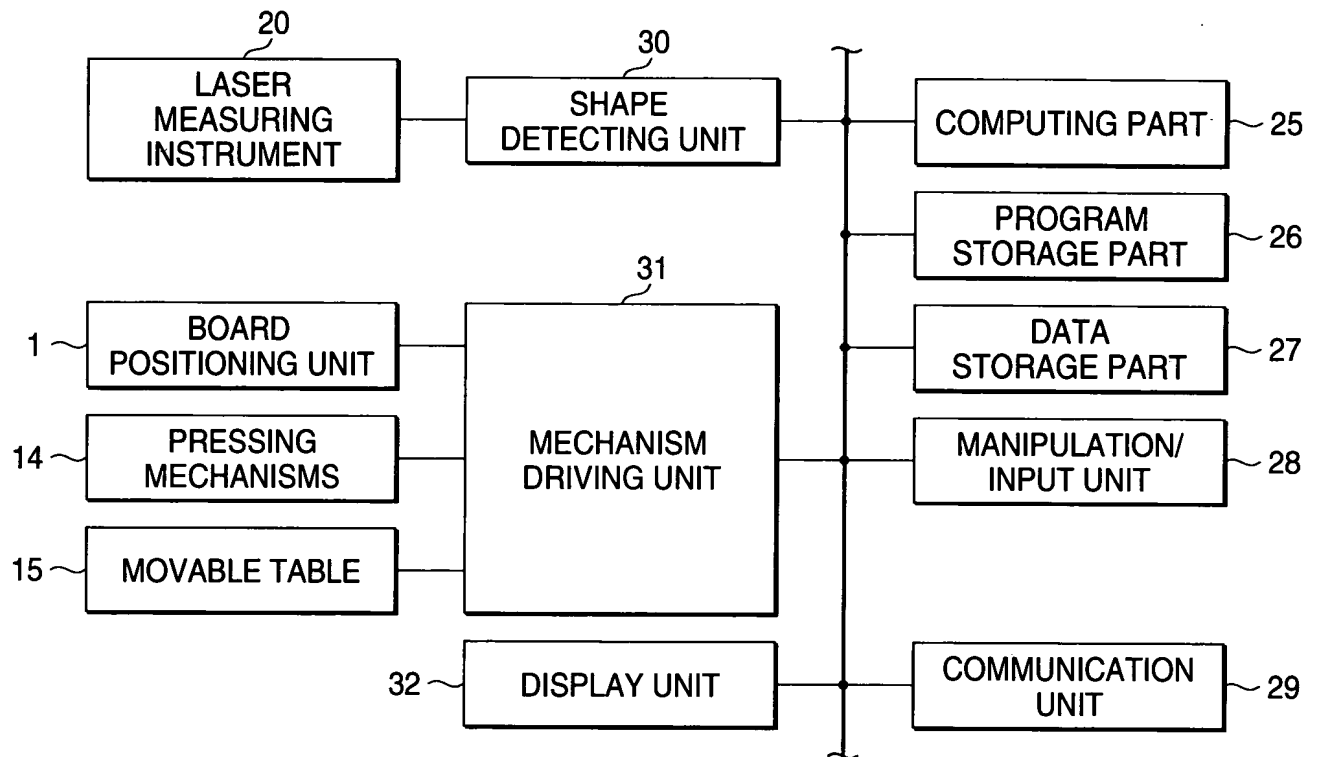 20
LASER
MEASURING
INSTRUMENT
30
SHAPE
DETECTING UNIT
COMPUTING PART
25
PROGRAM
STORAGE PART
26
31
1
BOARD
POSITIONING UNIT
DATA
STORAGE PART
27
14
PRESSING
MECHANISMS
MECHANISM
DRIVING UNIT
MANIPULATION/
INPUT UNIT
28
15
MOVABLE TABLE
32
DISPLAY UNIT
COMMUNICATION
UNIT
29